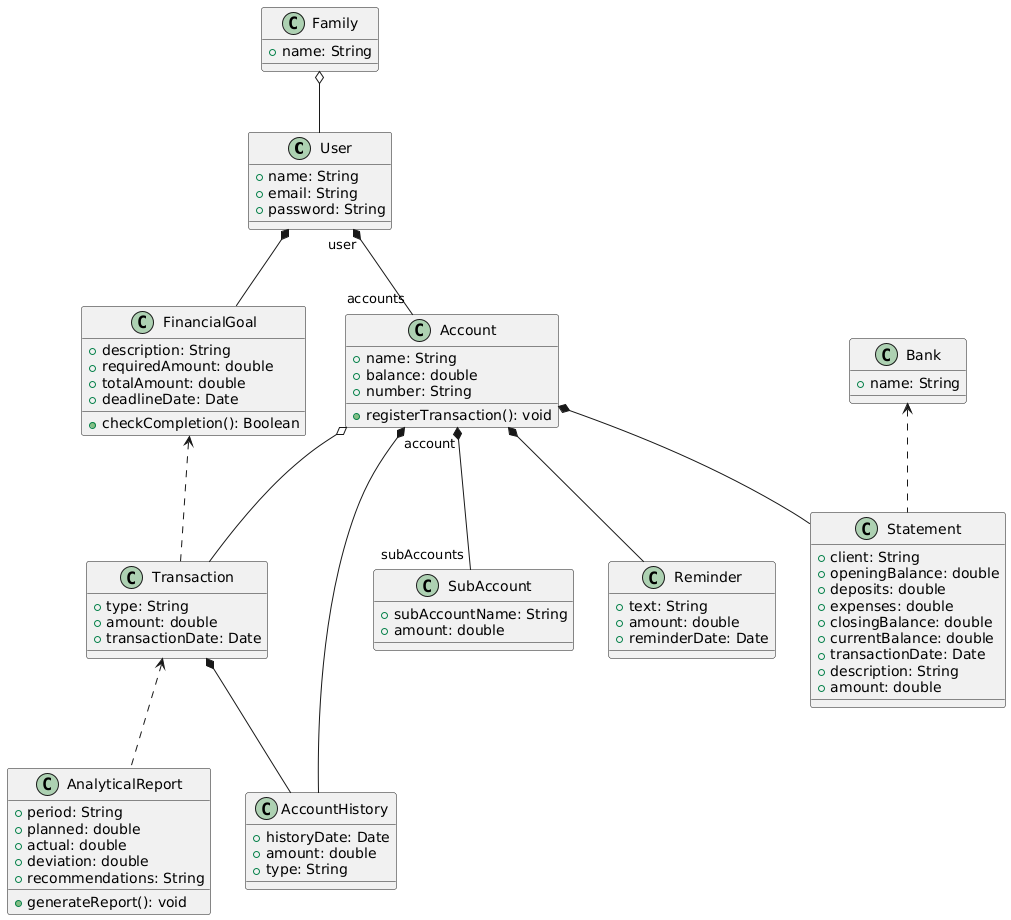 C Family
name: String
C User
name: String
email: String
password: String
user
accounts
C FinancialGoal
description: String
requiredAmount: double
totalAmount: double
deadlineDate: Date
checkCompletion(): Boolean
C Account
name: String
balance: double
number: String
registerTransaction(): void
C Bank
name: String
account
subAccounts
C Transaction
type: String
amount: double
transactionDate: Date
C SubAccount
subAccountName: String
amount: double
C Reminder
text: String
amount: double
reminderDate: Date
C Statement
client: String
openingBalance: double
deposits: double
expenses: double
closingBalance: double
currentBalance: double
transactionDate: Date
description: String
amount: double
C AnalyticalReport
period: String
planned: double
actual: double
deviation: double
recommendations: String
generateReport(): void
C AccountHistory
historyDate: Date
amount: double
type: String